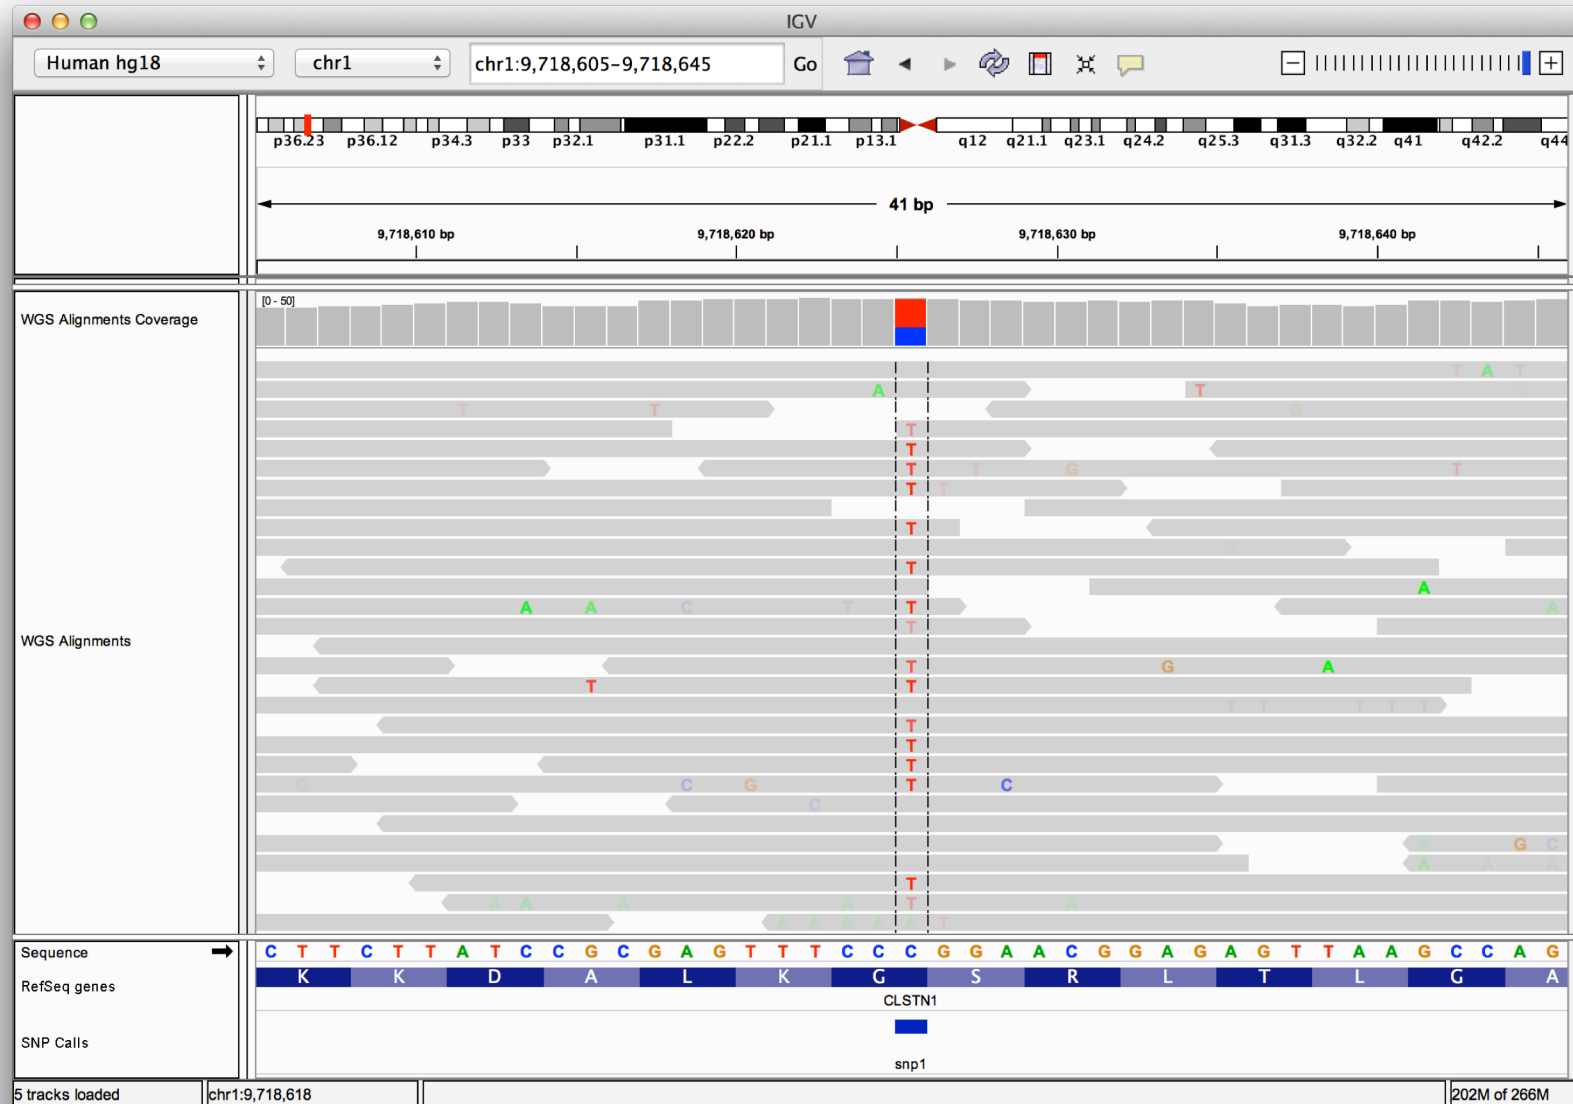 IGV
Human hg18 chr1 chr1:9,718,605-9,718,645 Go
p36.23 p36.12 p34.3 p33 p32.1 p31.1 p22.2 p21.1 p13.1 q12 q21.1 q23.1 q24.2 q25.3 q31.3 q32.2 q41 q42.2 q44
41 bp
9,718,610 bp 9,718,620 bp 9,718,630 bp 9,718,640 bp
[0 - 50]
WGS Alignments Coverage
T A T
A T
T T G
T
T
T T G T
T T
T
T
A
A A C T T A
T
WGS Alignments
T G A
T T
T T T T T
T
T
T
G C G T C
C
A G C
A A A
T
A A A A T A
A A A A A T
Sequence C T T C T T A T C C G C G A G T T T C C C G G A A C G G A G A G T T A A G C C A G
RefSeq genes K K D A L K G S R L T L G A
CLSTN1
SNP Calls
snp1
5 tracks loaded chr1:9,718,618 202M of 266M